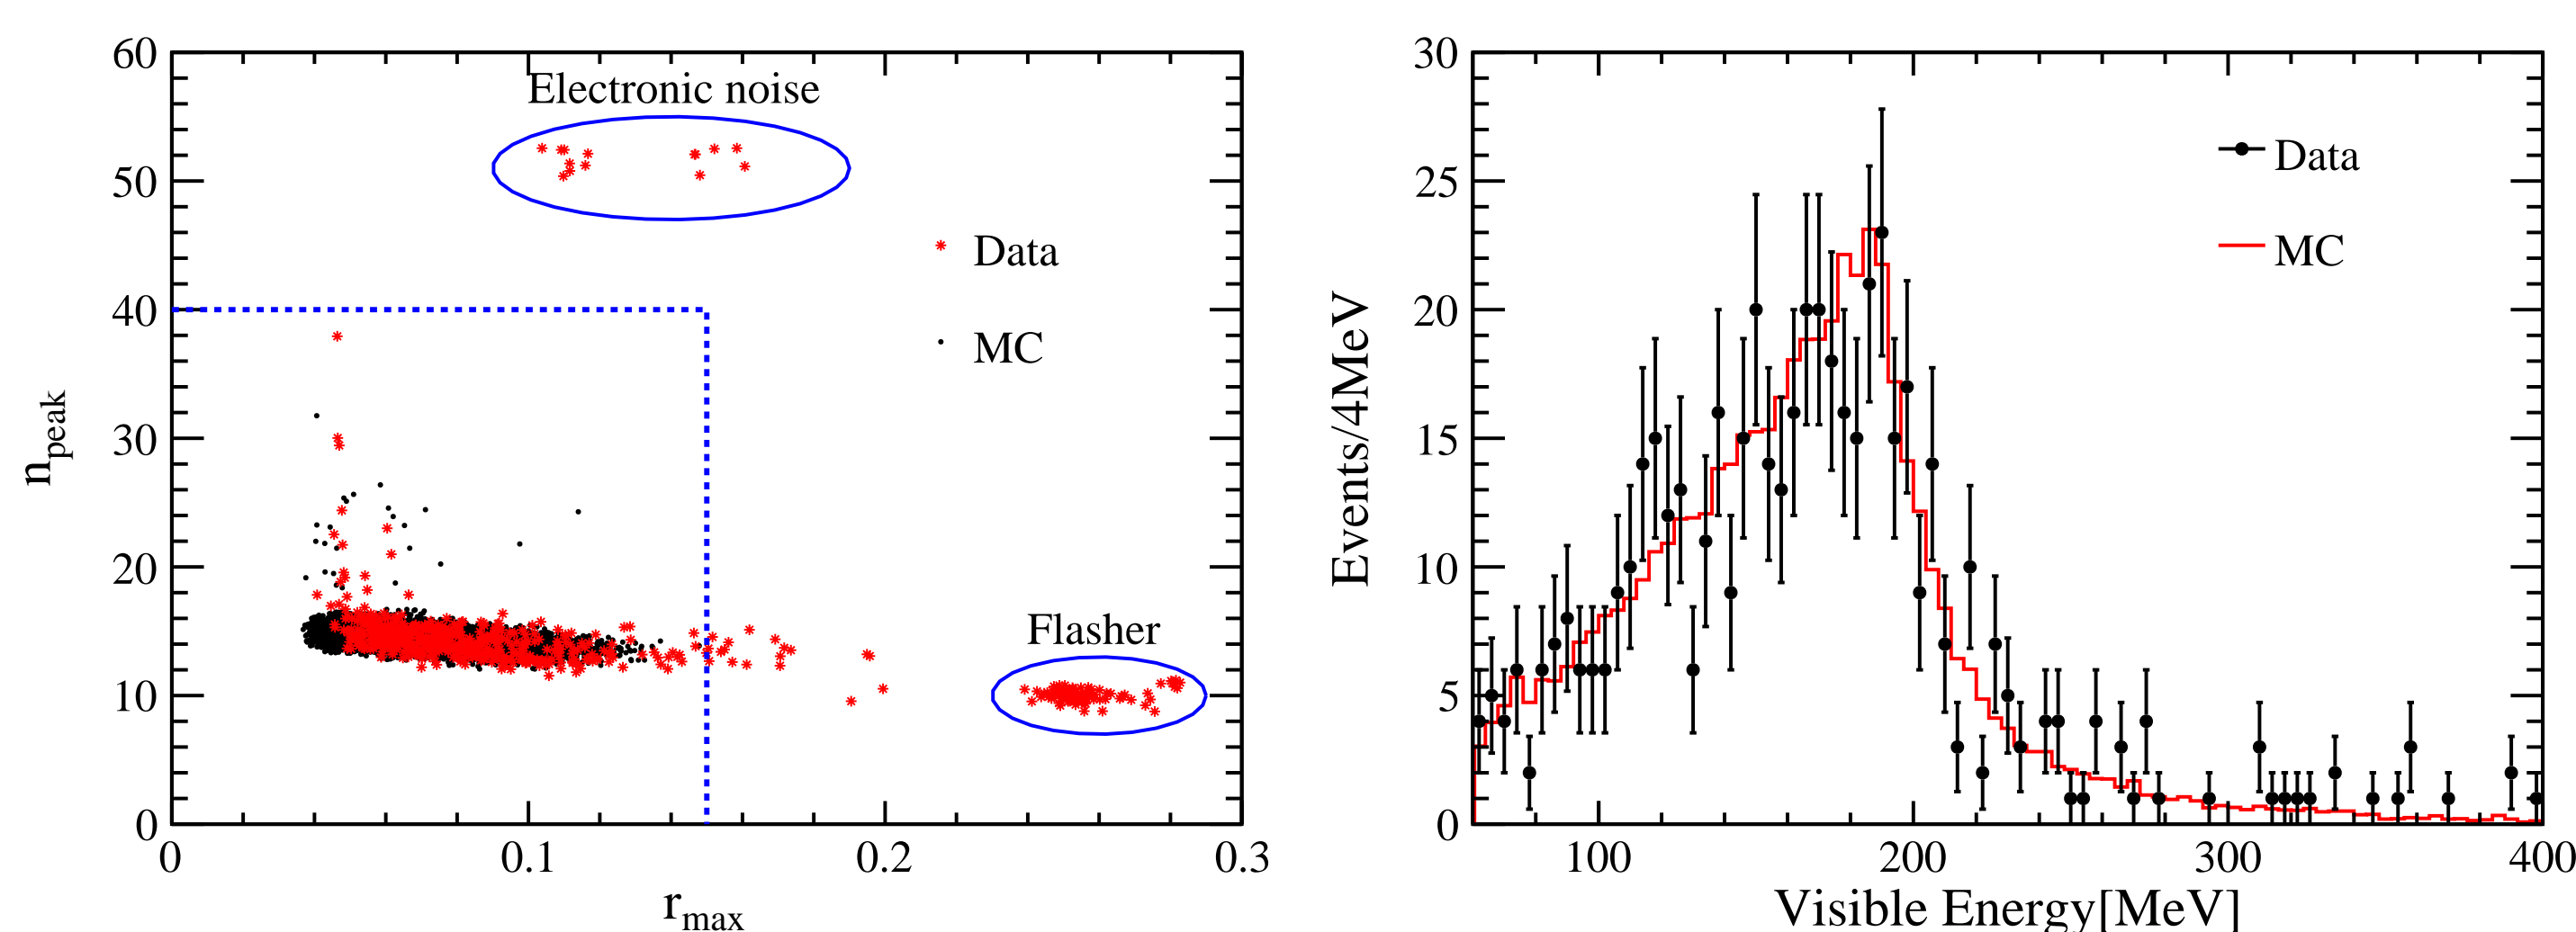 60
50
40
30
20
10
0
0
0.1
0.2
0.3
n_peak
r_max
Electronic noise
Data
MC
Flasher
30
25
20
15
10
5
0
100
200
300
400
Events/4MeV
Visible Energy[MeV]
Data
MC